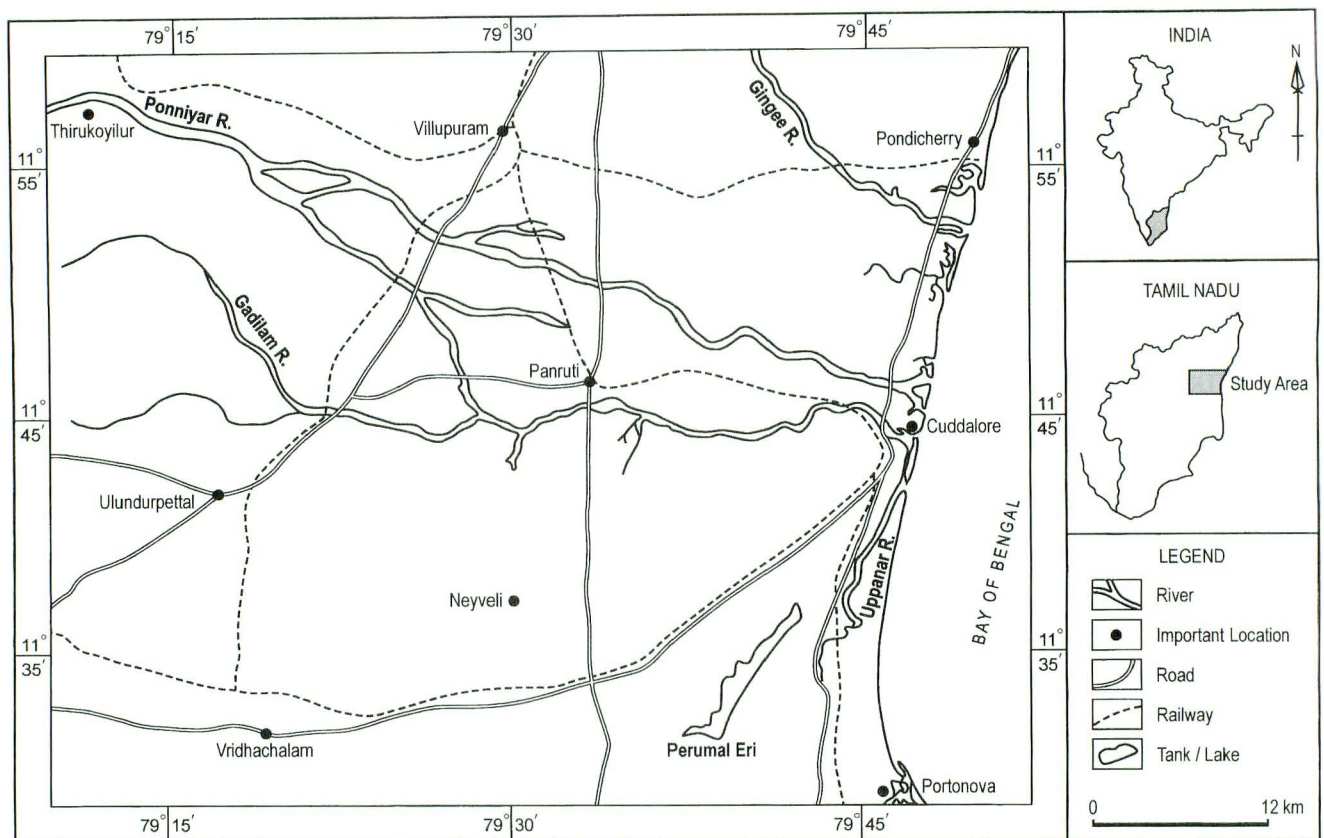 79°15′
79°30′
79°45′
Thirukoyilur
Ponniyar R.
Villupuram
Gingee R.
Pondicherry
11°
55′
11°
55′
Gadilam R.
Panruti
Cuddalore
11°
45′
11°
45′
Ulundurpettal
Neyveli
Uppanar R.
BAY OF BENGAL
11°
35′
11°
35′
Vridhachalam
Perumal Eri
Portonova
79°15′
79°30′
79°45′
INDIA
N
TAMIL NADU
Study Area
LEGEND
River
Important Location
Road
Railway
Tank / Lake
0 12 km